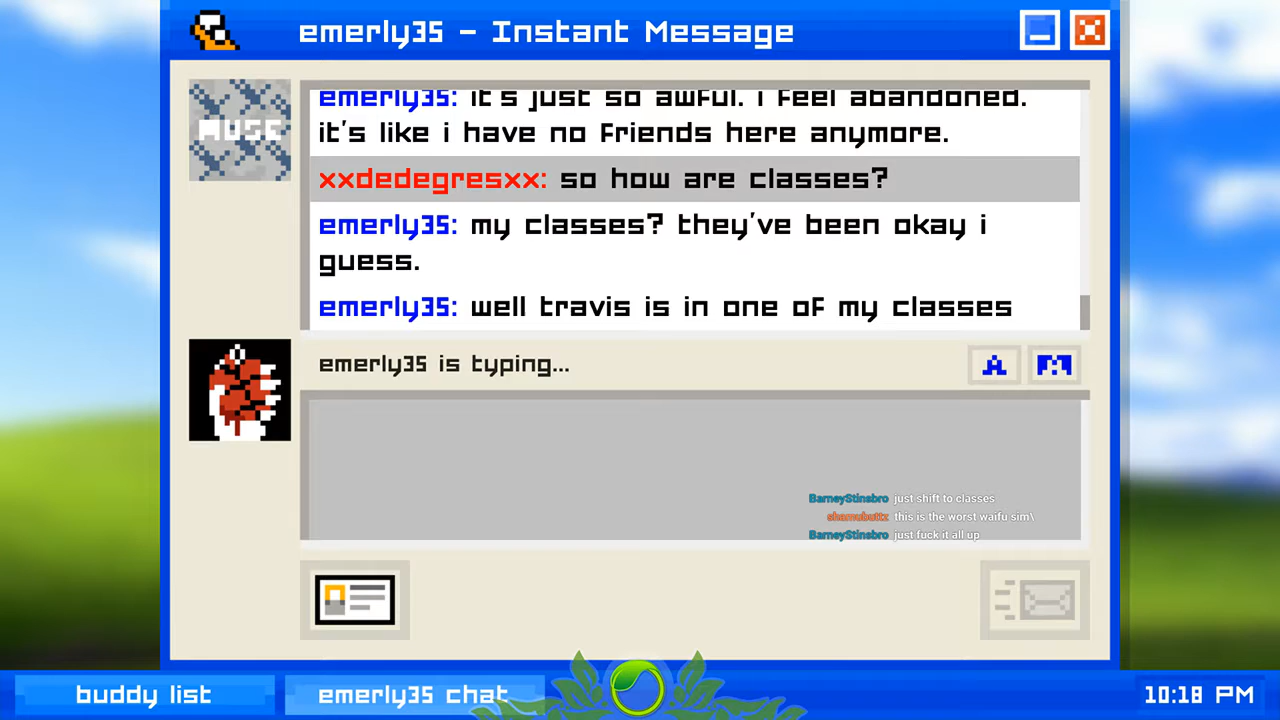 emerly35 - Instant Message
emerly35: it's just so awful. i feel abandoned.
it's like i have no friends here anymore.
MUSE
xxdedegresxx: so how are classes?
emerly35: my classes? they've been okay i
guess.
emerly35: well travis is in one of my classes
emerly35 is typing...
A
BarneyStinsbro just shift to classes
shamubuttz this is the worst waifu sim\
BarneyStinsbro just fuck it all up
buddy list
emerly35 chat
10:18 PM